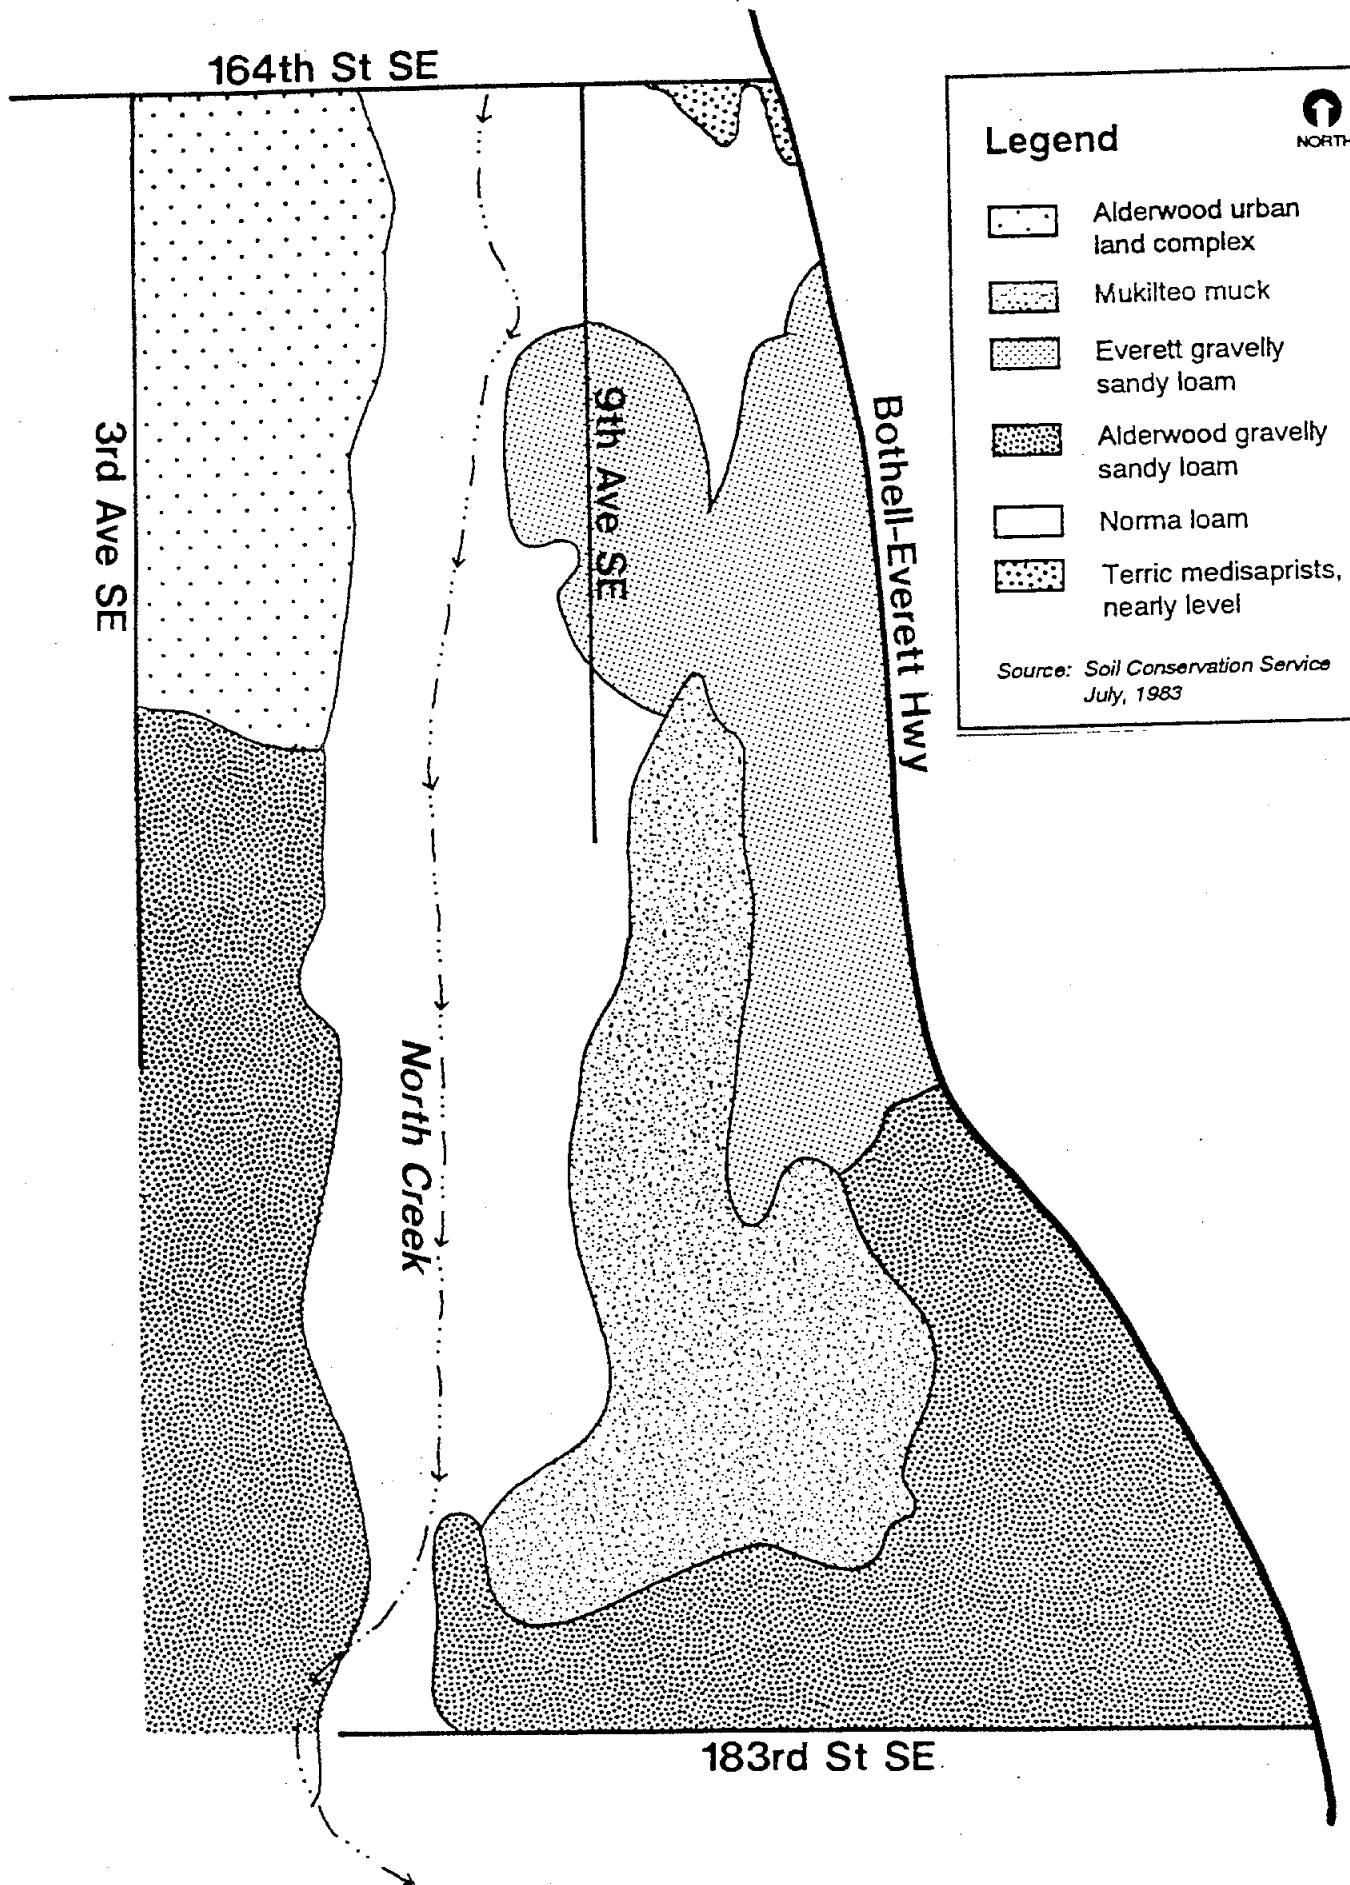 164th St SE
Legend
NORTH
Alderwood urban
land complex
Mukilteo muck
Everett gravelly
sandy loam
Alderwood gravelly
sandy loam
Norma loam
Terric medisaprists,
nearly level
Source: Soil Conservation Service
July, 1983
3rd Ave SE
9th Ave SE
Bothell-Everett Hwy
North Creek
183rd St SE